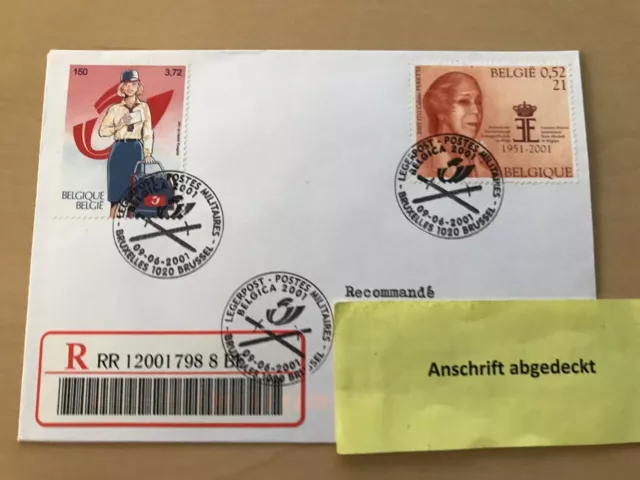 150 3,72
BELGIQUE
BELGIË
BELGIË 0,52
21
1951-2001
BELGIQUE
LEGERPOST - POSTES MILITAIRES
BELGICA 2001
09-06-2001
BRUXELLES 1020 BRUSSEL
LEGERPOST - POSTES MILITAIRES
BELGICA 2001
09-06-2001
BRUXELLES 1020 BRUSSEL
LEGERPOST - POSTES MILITAIRES
BELGICA 2001
09-06-2001
BRUXELLES 1020 BRUSSEL
Recommandé
R RR 12001798 8 B
Anschrift abgedeckt